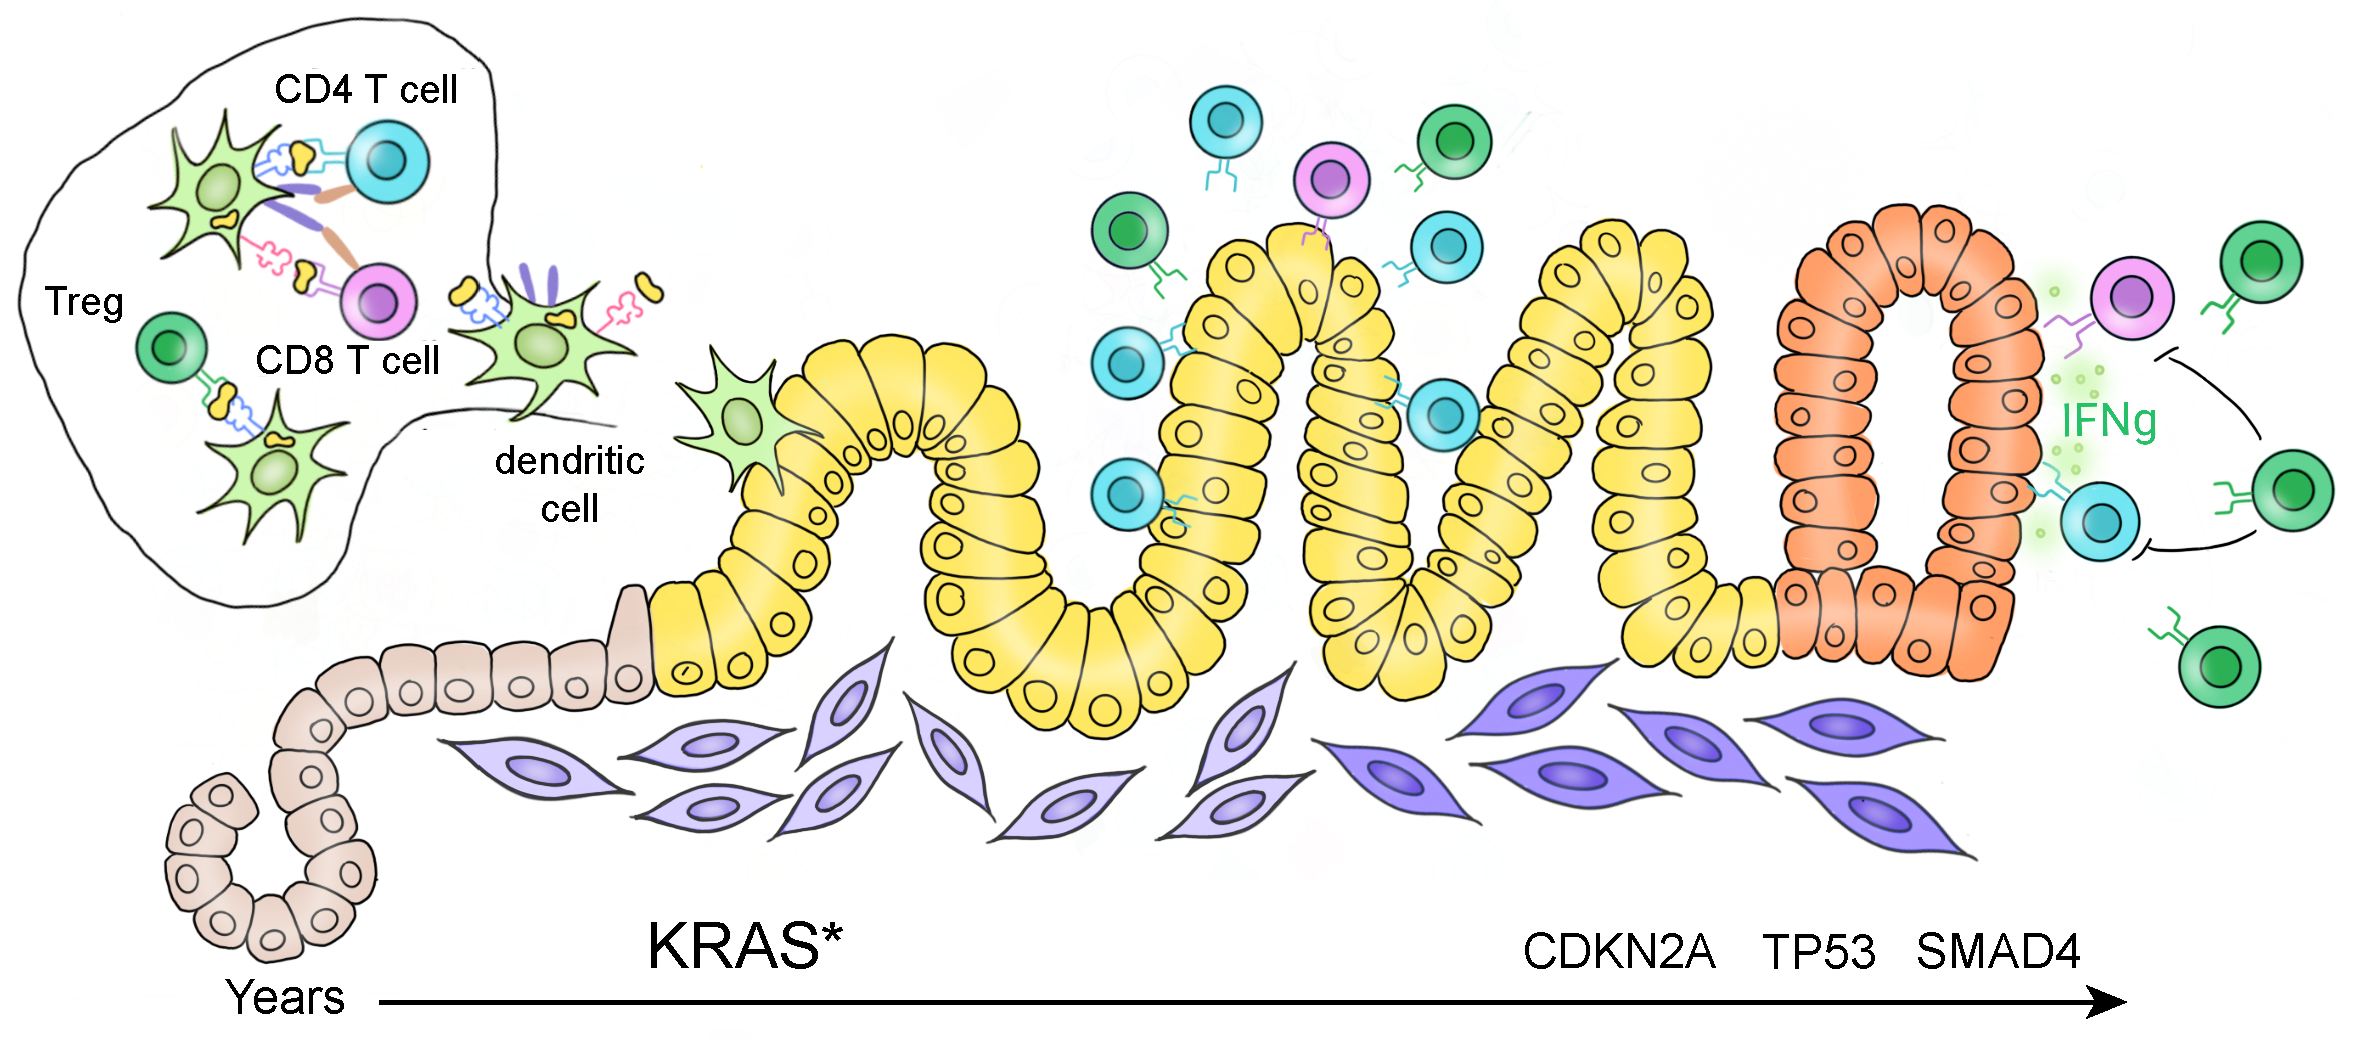 CD4 T cell
Treg
CD8 T cell
dendritic
cell
IFNg
KRAS*
CDKN2A TP53 SMAD4
Years